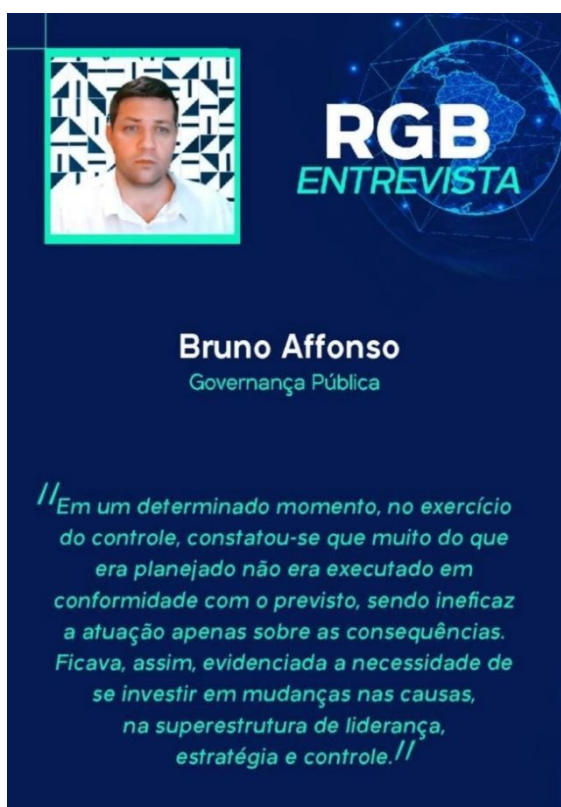 RGB
ENTREVISTA
Bruno Affonso
Governança Pública
//Em um determinado momento, no exercício
do controle, constatou-se que muito do que
era planejado não era executado em
conformidade com o previsto, sendo ineficaz
a atuação apenas sobre as consequências.
Ficava, assim, evidenciada a necessidade de
se investir em mudanças nas causas,
na superestrutura de liderança,
estratégia e controle.//